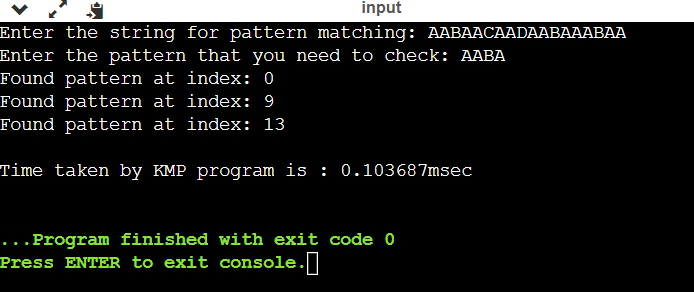 input
Enter the string for pattern matching: AABAACAADAABAAABAA
Enter the pattern that you need to check: AABA
Found pattern at index: 0
Found pattern at index: 9
Found pattern at index: 13
Time taken by KMP program is : 0.103687msec
...Program finished with exit code 0
Press ENTER to exit console.